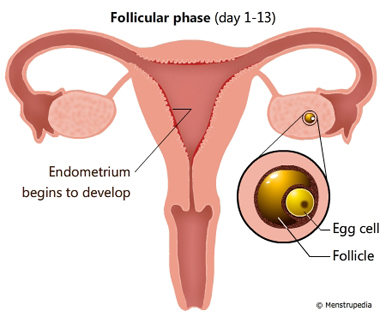 Follicular phase (day 1-13)
Endometrium
begins to develop
Egg cell
Follicle
© Menstrupedia